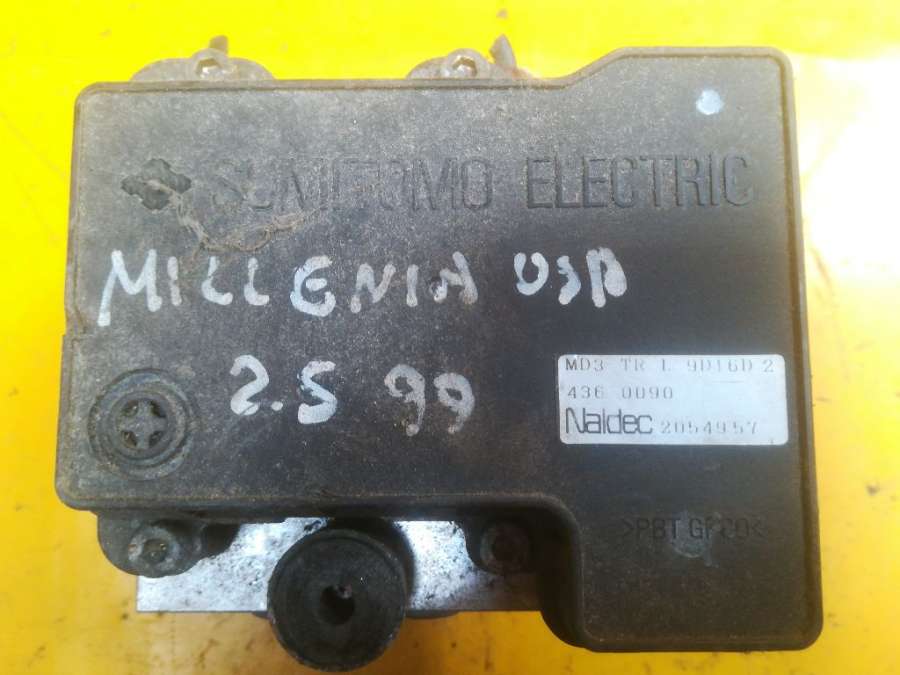 SUMITOMO ELECTRIC
MILLENIA USA
2.5 99
MD3 TR L 9D16D 2
436 0090
Naldec 2054957
>PBT GF20<